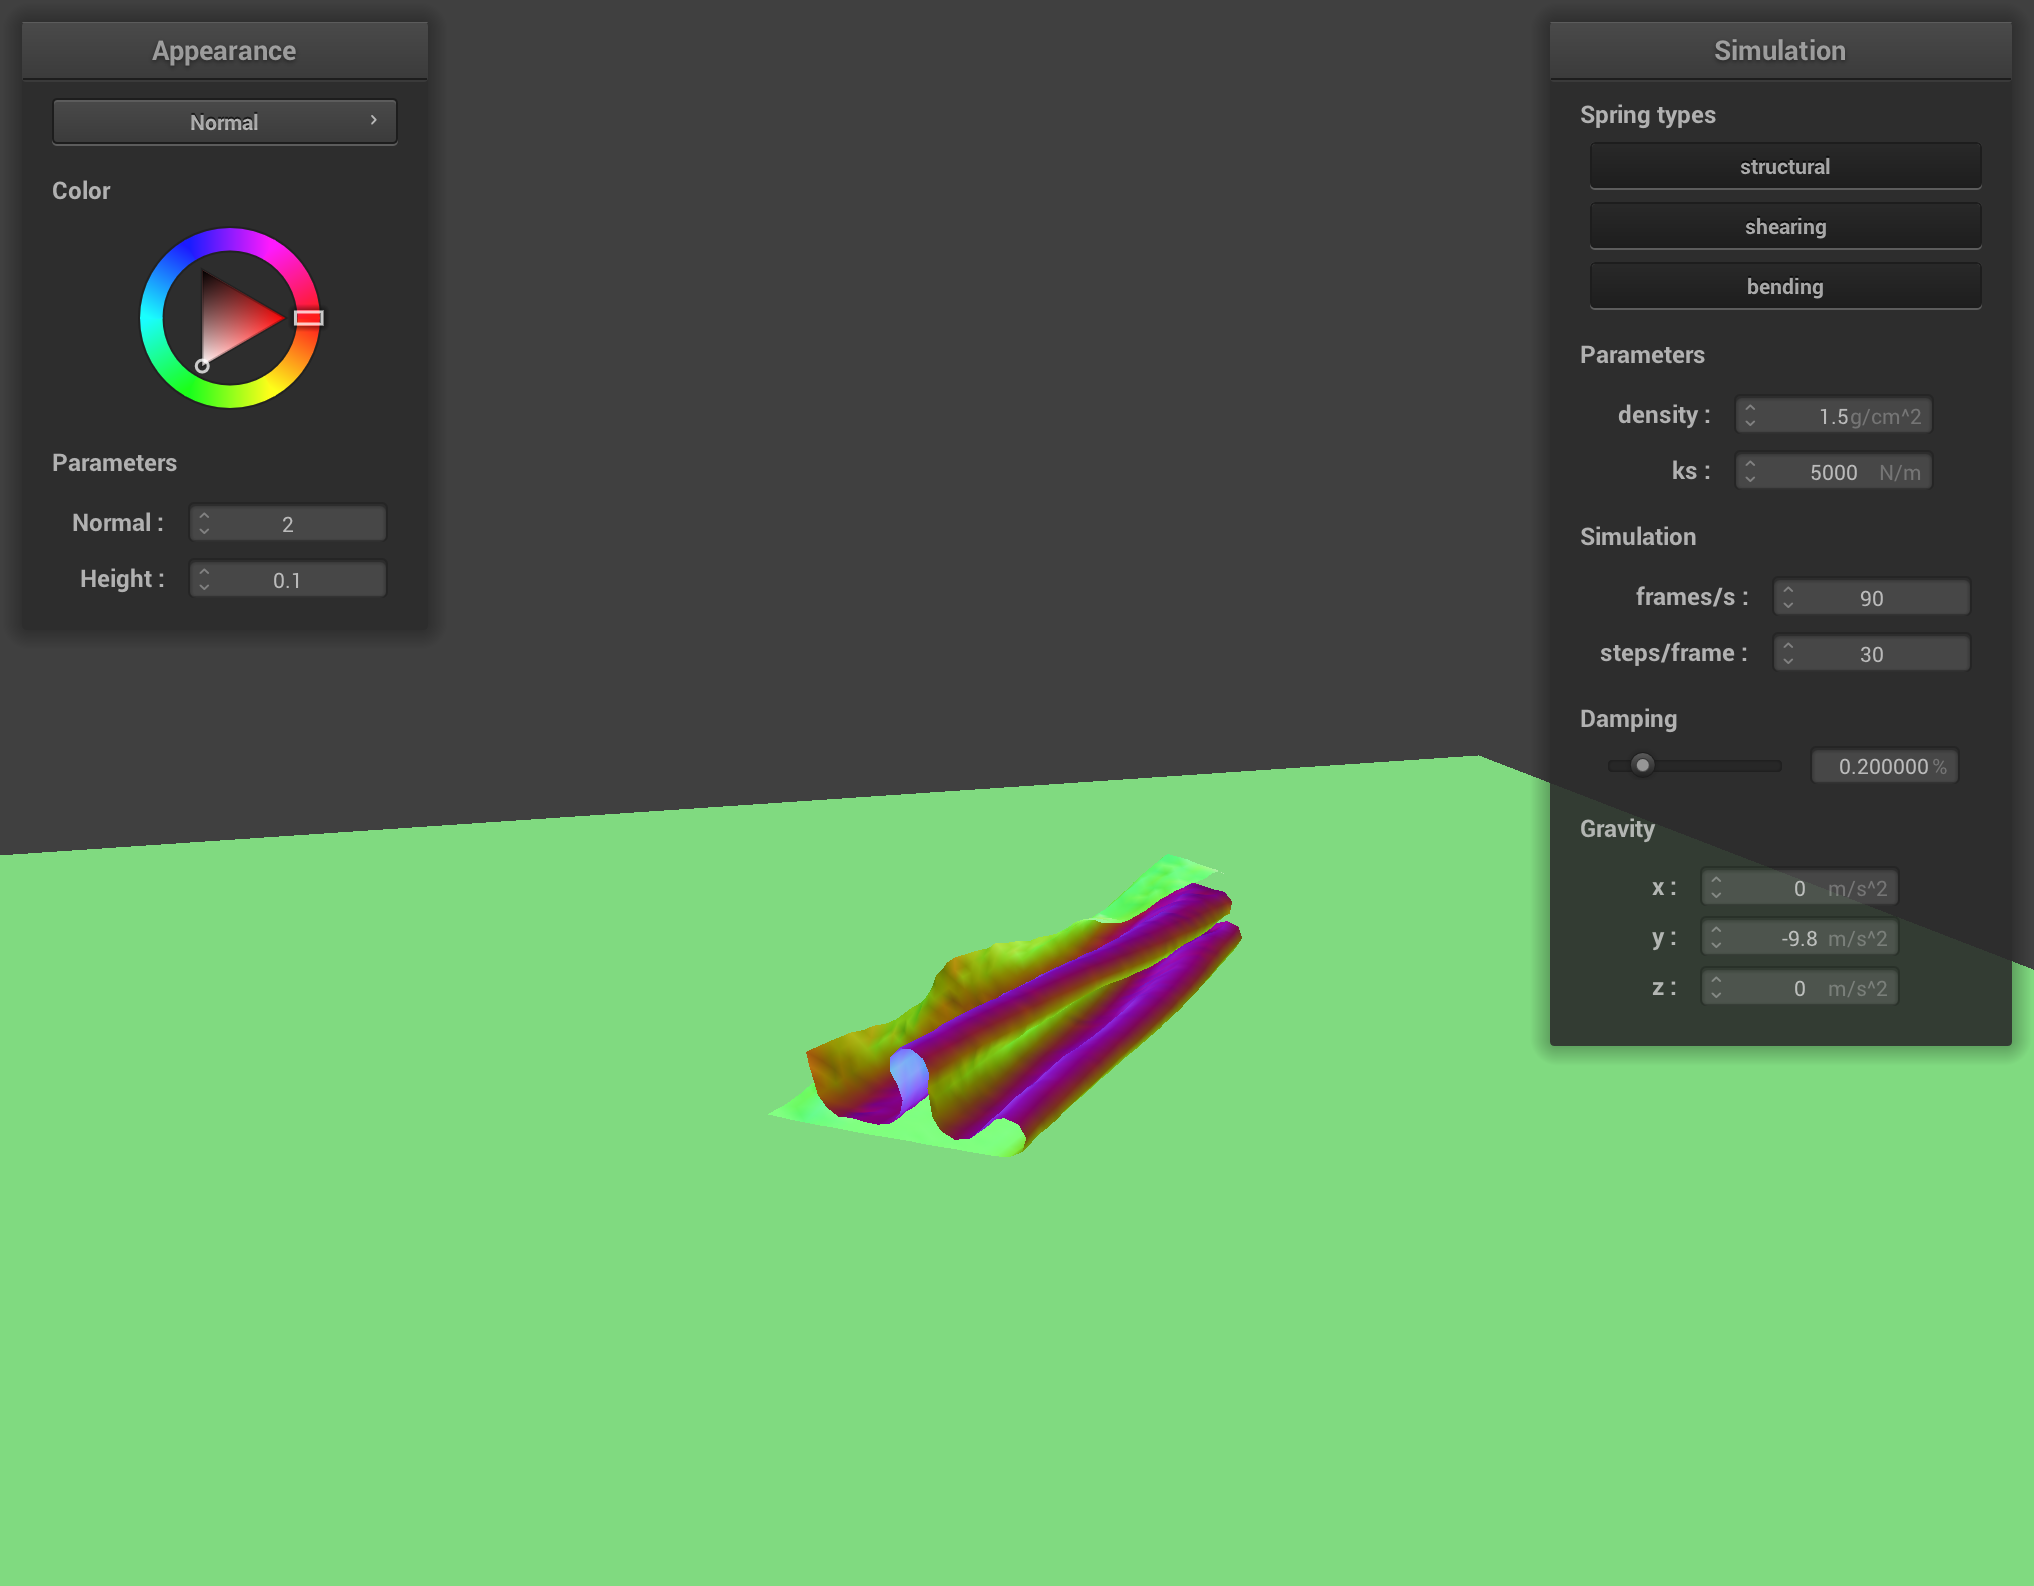 Appearance
Normal
Color
Parameters
Normal : 2
Height : 0.1
Simulation
Spring types
structural
shearing
bending
Parameters
density : 1.5 g/cm^2
ks : 5000 N/m
Simulation
frames/s : 90
steps/frame : 30
Damping
0.200000 %
Gravity
x : 0 m/s^2
y : -9.8 m/s^2
z : 0 m/s^2